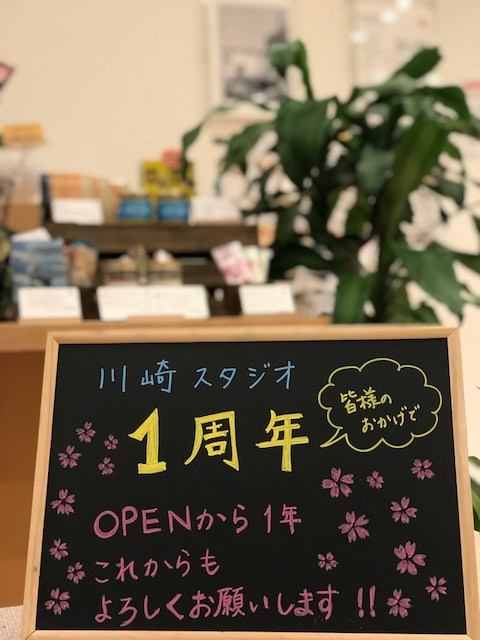 川崎スタジオ
1周年
皆様の
おかげで
OPENから1年
これからも
よろしくお願いします!!